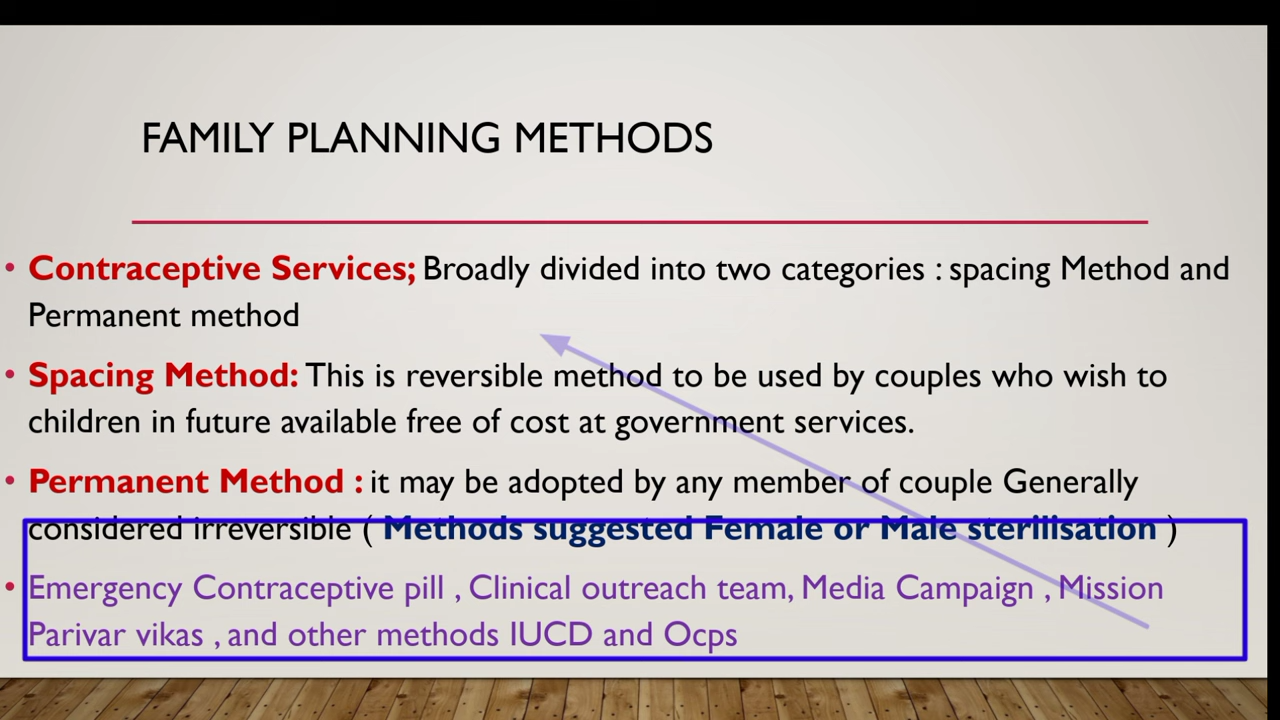 FAMILY PLANNING METHODS
• Contraceptive Services; Broadly divided into two categories : spacing Method and
Permanent method
• Spacing Method: This is reversible method to be used by couples who wish to
children in future available free of cost at government services.
• Permanent Method : it may be adopted by any member of couple Generally
considered irreversible ( Methods suggested Female or Male sterilisation )
• Emergency Contraceptive pill , Clinical outreach team, Media Campaign , Mission
Parivar vikas , and other methods IUCD and Ocps